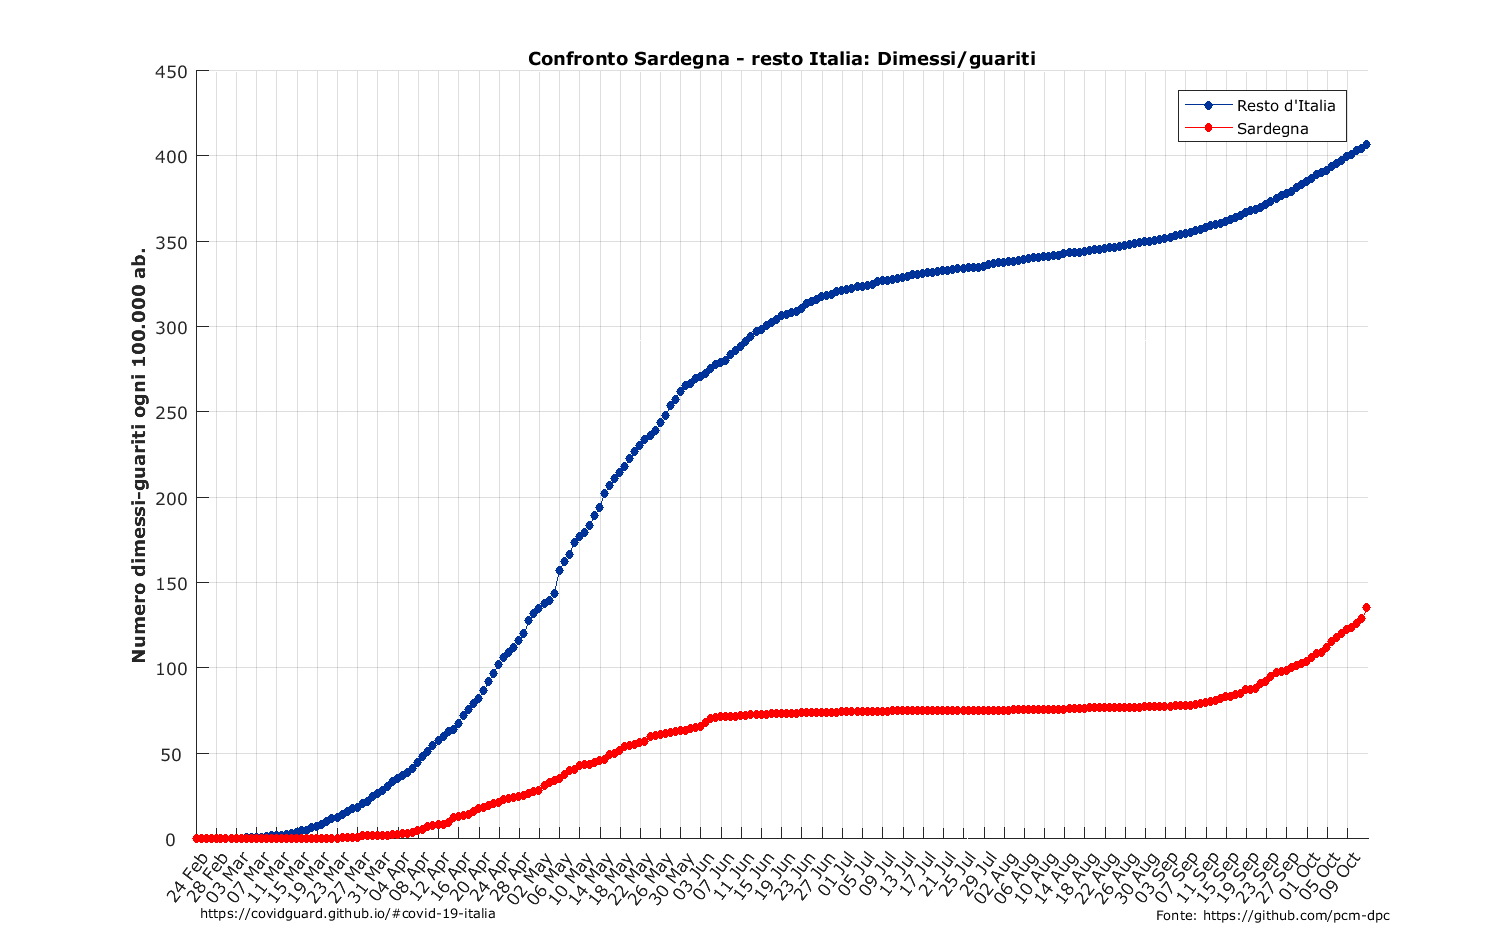 Confronto Sardegna - resto Italia: Dimessi/guariti
Numero dimessi-guariti ogni 100.000 ab.
450
400
350
300
250
200
150
100
50
0
Resto d'Italia
Sardegna
24 Feb
28 Feb
03 Mar
07 Mar
11 Mar
15 Mar
19 Mar
23 Mar
27 Mar
31 Mar
04 Apr
08 Apr
12 Apr
16 Apr
20 Apr
24 Apr
28 Apr
02 May
06 May
10 May
14 May
18 May
22 May
26 May
30 May
03 Jun
07 Jun
11 Jun
15 Jun
19 Jun
23 Jun
27 Jun
01 Jul
05 Jul
09 Jul
13 Jul
17 Jul
21 Jul
25 Jul
29 Jul
02 Aug
06 Aug
10 Aug
14 Aug
18 Aug
22 Aug
26 Aug
30 Aug
03 Sep
07 Sep
11 Sep
15 Sep
19 Sep
23 Sep
27 Sep
01 Oct
05 Oct
09 Oct
https://covidguard.github.io/#covid-19-italia
Fonte: https://github.com/pcm-dpc